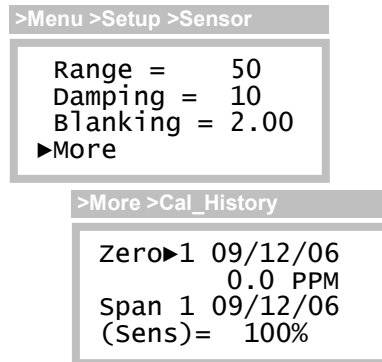 >Menu >Setup >Sensor
Range = 50
Damping = 10
Blanking = 2.00
▶More
>More >Cal_History
Zero▶1 09/12/06
0.0 PPM
Span 1 09/12/06
(Sens)= 100%